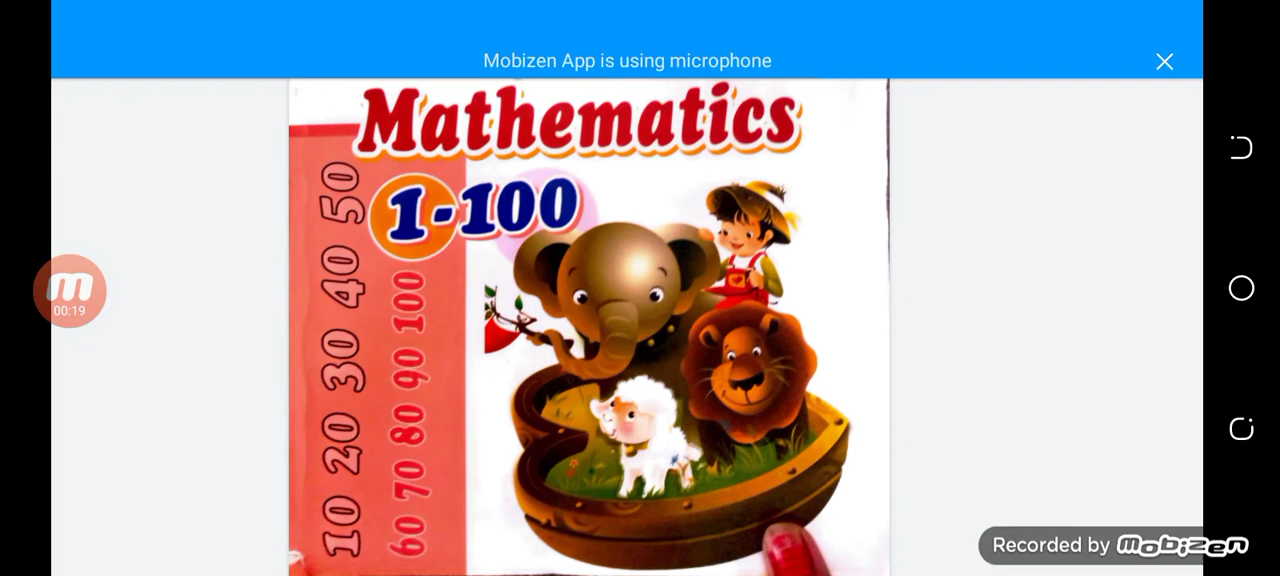 Mobizen App is using microphone
Mathematics
1-100
10 20 30 40 50
60 70 80 90 100
00:19
Recorded by mobizen